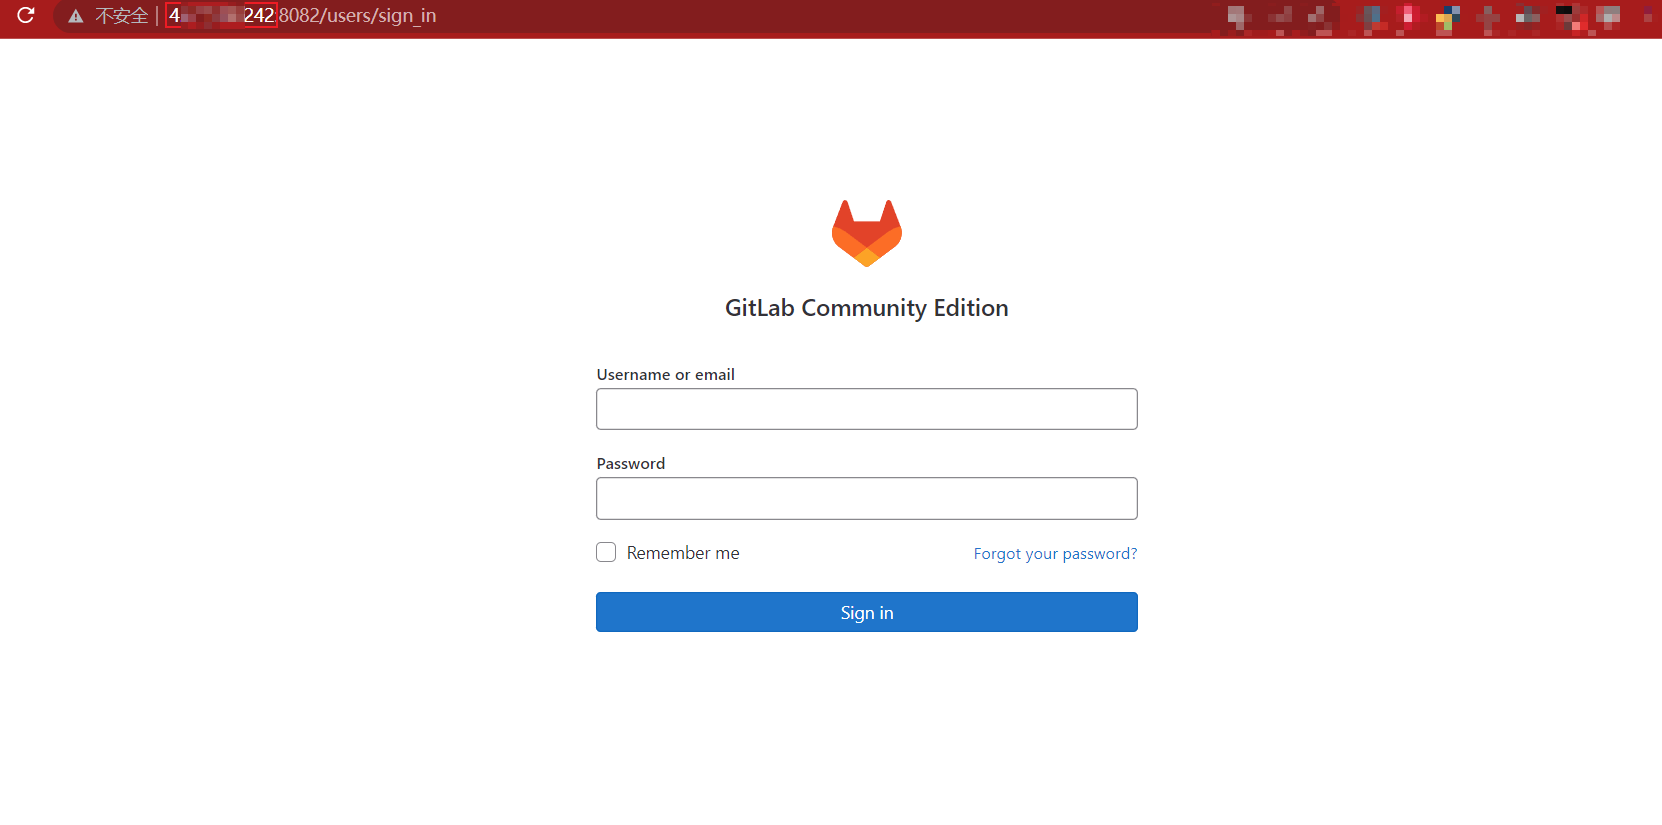 不安全 4 242:8082/users/sign_in
GitLab Community Edition
Username or email
Password
Remember me
Forgot your password?
Sign in